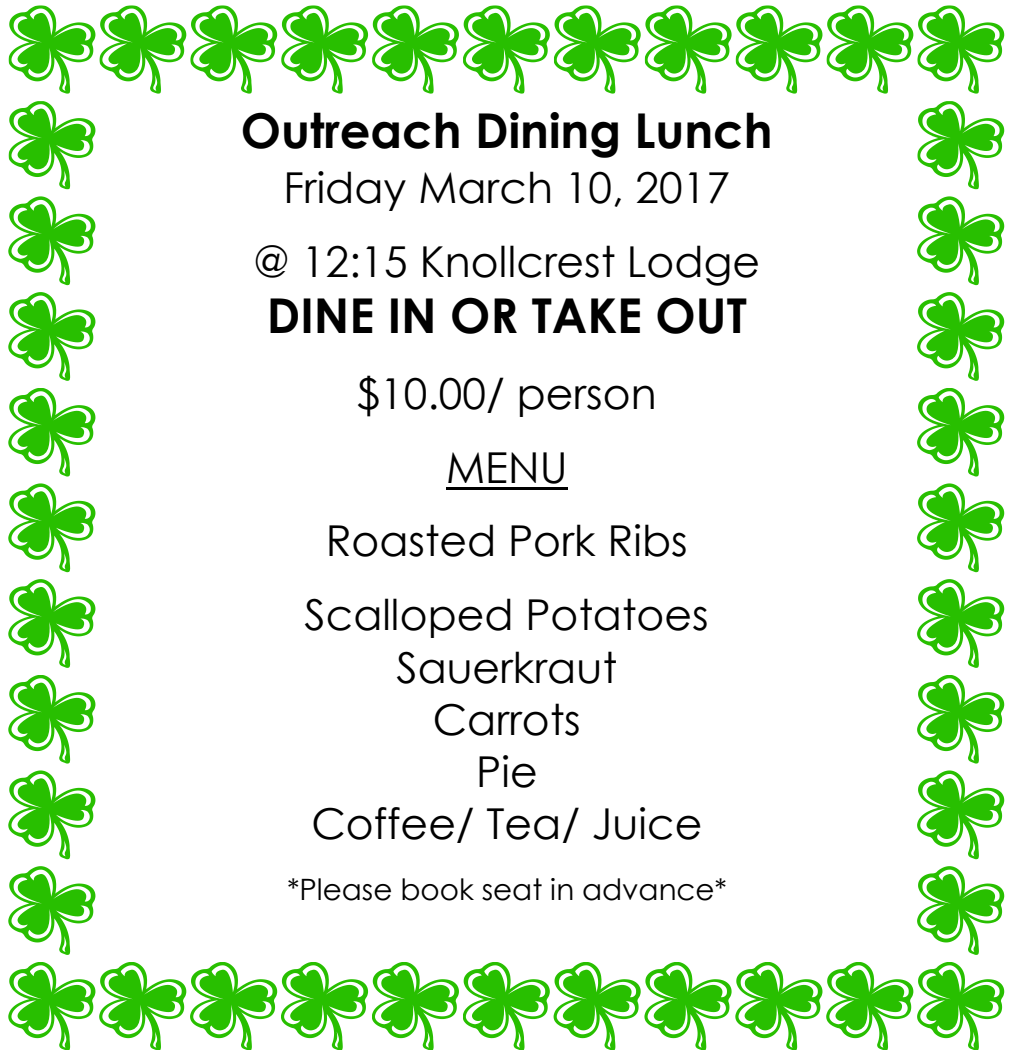 Outreach Dining Lunch
Friday March 10, 2017
@ 12:15 Knollcrest Lodge
DINE IN OR TAKE OUT
$10.00/ person
MENU
Roasted Pork Ribs
Scalloped Potatoes
Sauerkraut
Carrots
Pie
Coffee/ Tea/ Juice
*Please book seat in advance*